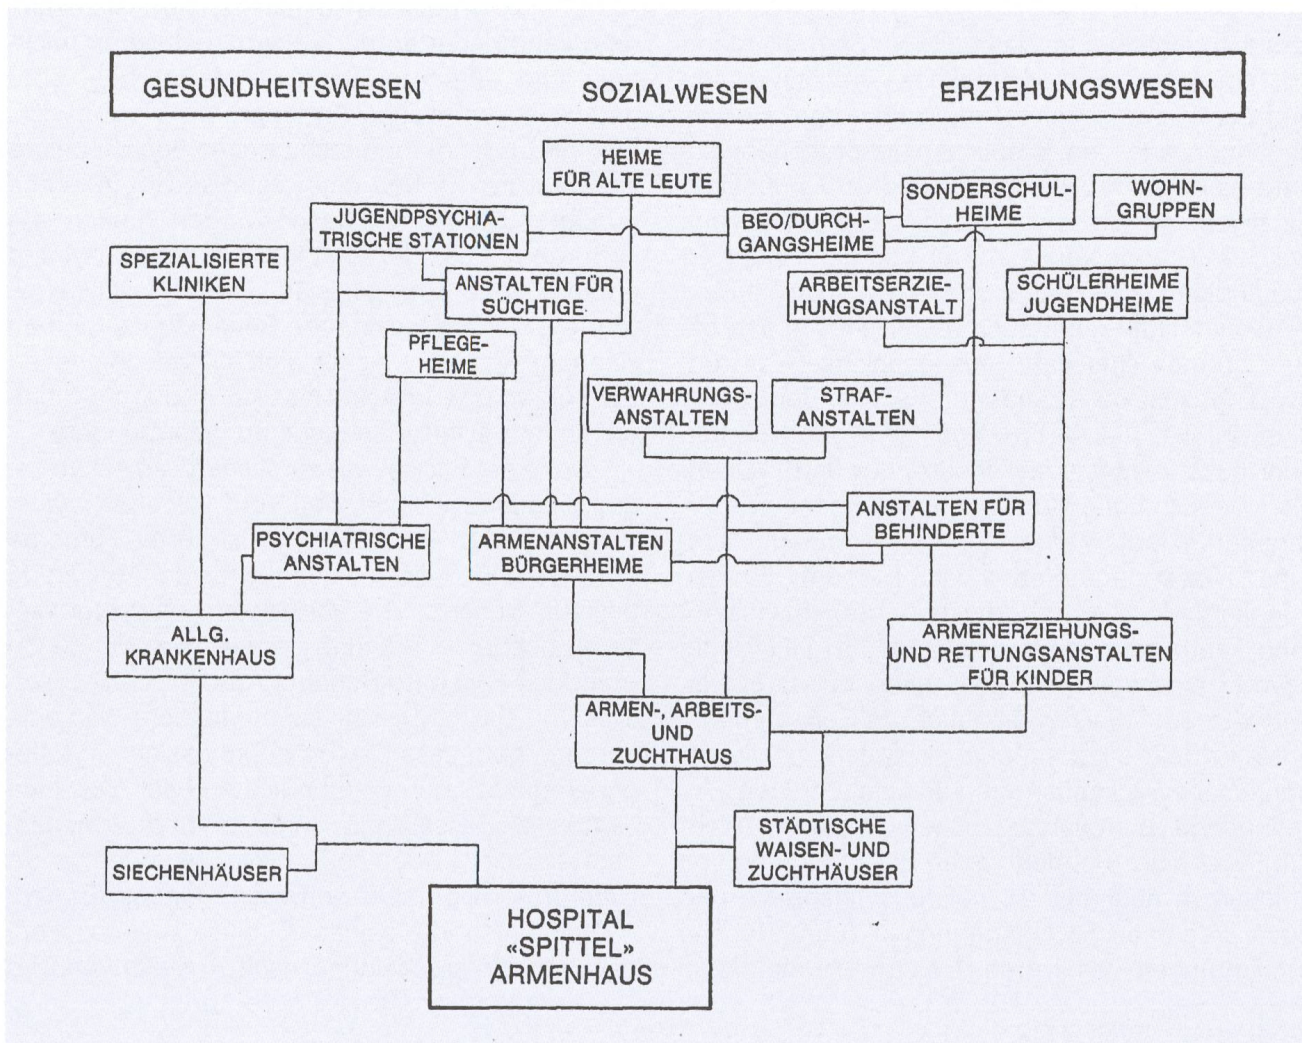 GESUNDHEITSWESEN SOZIALWESEN ERZIEHUNGSWESEN
HEIME
FÜR ALTE LEUTE
SONDERSCHUL-
HEIME
WOHN-
GRUPPEN
JUGENDPSYCHIA-
TRISCHE STATIONEN
BEO/DURCH-
GANGSHEIME
SPEZIALISIERTE
KLINIKEN
ANSTALTEN FÜR
SÜCHTIGE
ARBEITSERZIE-
HUNGSANSTALT
SCHÜLERHEIME
JUGENDHEIME
PFLEGE-
HEIME
VERWAHRUNGS-
ANSTALTEN
STRAF-
ANSTALTEN
ANSTALTEN FÜR
BEHINDERTE
PSYCHIATRISCHE
ANSTALTEN
ARMENANSTALTEN
BÜRGERHEIME
ALLG.
KRANKENHAUS
ARMENERZIEHUNGS-
UND RETTUNGSANSTALTEN
FÜR KINDER
ARMEN-, ARBEITS-
UND
ZUCHTHAUS
STÄDTISCHE
WAISEN- UND
ZUCHTHÄUSER
SIECHENHÄUSER
HOSPITAL
«SPITTEL»
ARMENHAUS